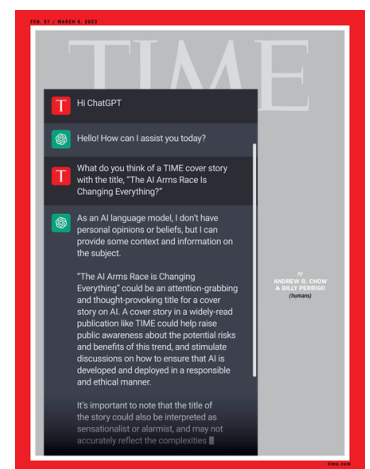 FEB. 27 / MARCH 6, 2023
TIME
T Hi ChatGPT
Hello! How can I assist you today?
T What do you think of a TIME cover story
with the title, "The AI Arms Race Is
Changing Everything?"
As an AI language model, I don't have
personal opinions or beliefs, but I can
provide some context and information on
the subject.
"The AI Arms Race is Changing
Everything" could be an attention-grabbing
and thought-provoking title for a cover
story on AI. A cover story in a widely-read
publication like TIME could help raise
public awareness about the potential risks
and benefits of this trend, and stimulate
discussions on how to ensure that AI is
developed and deployed in a responsible
and ethical manner.
It's important to note that the title of
the story could also be interpreted as
sensationalist or alarmist, and may not
accurately reflect the complexities
by
ANDREW R. CHOW
& BILLY PERRIGO
(humans)
time.com